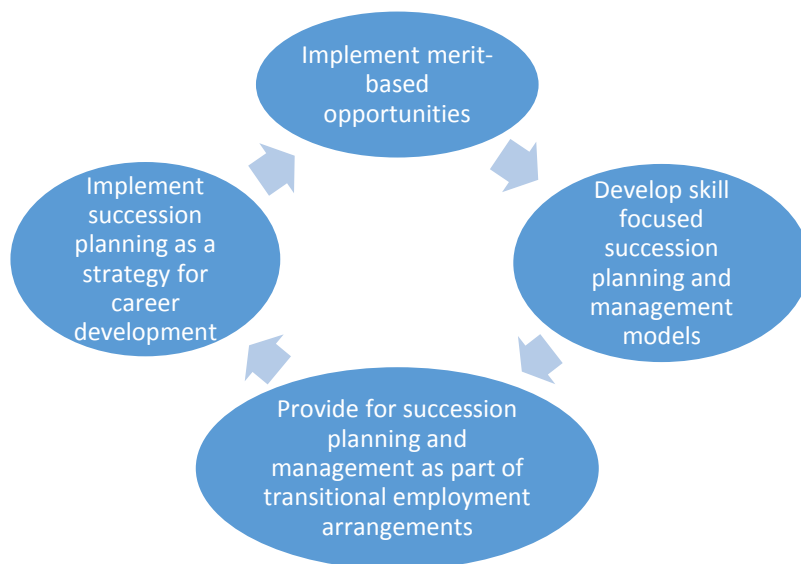 Implement merit-
based
opportunities
Develop skill
focused
succession
planning and
management
models
Provide for succession
planning and
management as part of
transitional employment
arrangements
Implement
succession
planning as a
strategy for
career
development